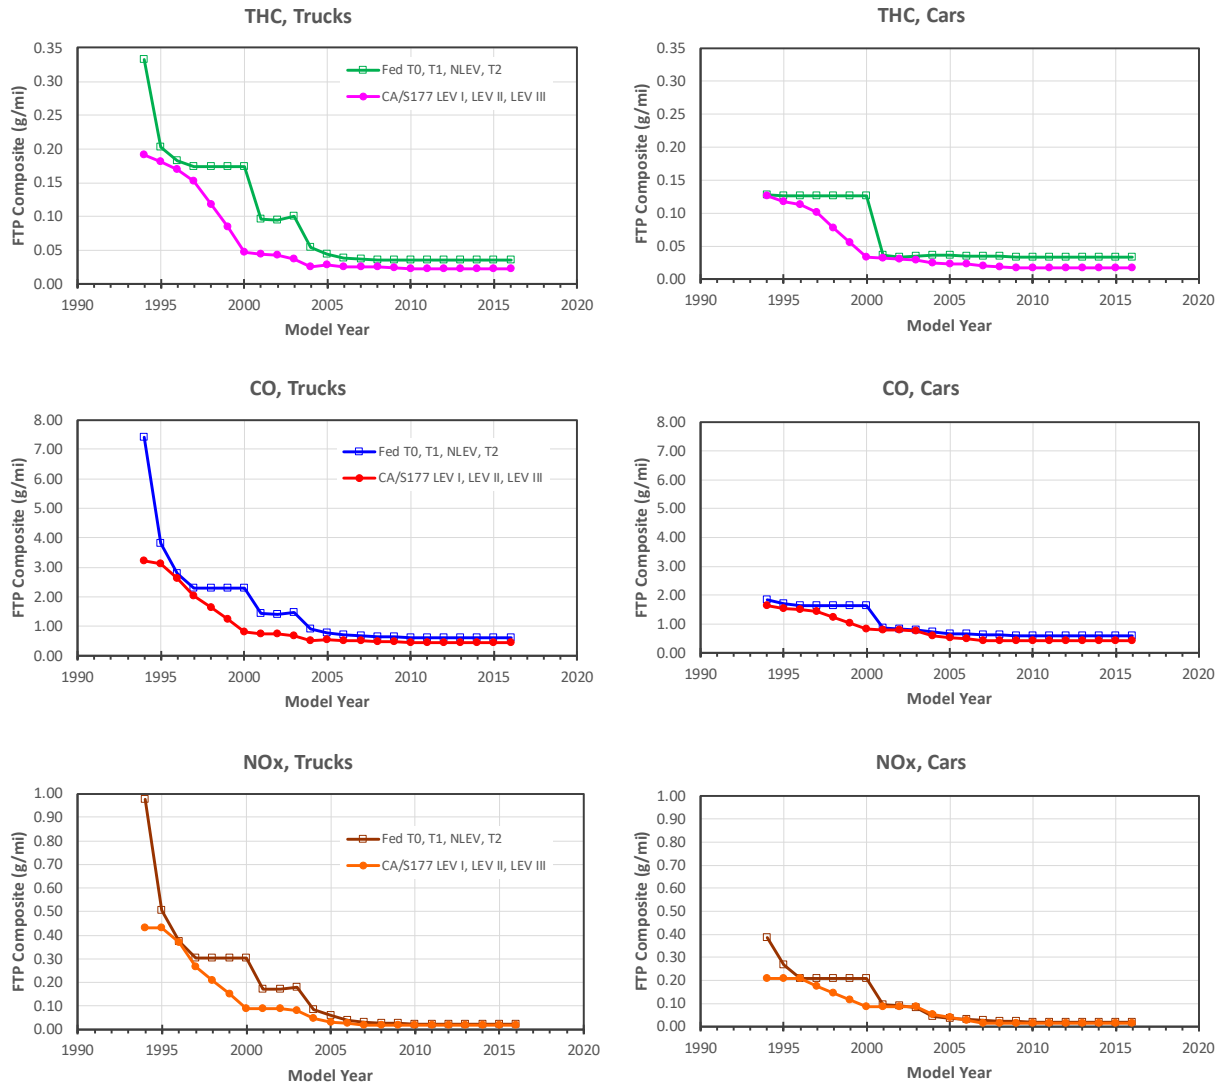 THC, Trucks
FTP Composite (g/mi)
0.35
0.30
0.25
0.20
0.15
0.10
0.05
0.00
Fed T0, T1, NLEV, T2
CA/S177 LEV I, LEV II, LEV III
1990 1995 2000 2005 2010 2015 2020
Model Year
THC, Cars
FTP Composite (g/mi)
0.35
0.30
0.25
0.20
0.15
0.10
0.05
0.00
1990 1995 2000 2005 2010 2015 2020
Model Year
CO, Trucks
FTP Composite (g/mi)
8.00
7.00
6.00
5.00
4.00
3.00
2.00
1.00
0.00
Fed T0, T1, NLEV, T2
CA/S177 LEV I, LEV II, LEV III
1990 1995 2000 2005 2010 2015 2020
Model Year
CO, Cars
FTP Composite (g/mi)
8.00
7.00
6.00
5.00
4.00
3.00
2.00
1.00
0.00
1990 1995 2000 2005 2010 2015 2020
Model Year
NOx, Trucks
FTP Composite (g/mi)
1.00
0.90
0.80
0.70
0.60
0.50
0.40
0.30
0.20
0.10
0.00
Fed T0, T1, NLEV, T2
CA/S177 LEV I, LEV II, LEV III
1990 1995 2000 2005 2010 2015 2020
Model Year
NOx, Cars
FTP Composite (g/mi)
1.00
0.90
0.80
0.70
0.60
0.50
0.40
0.30
0.20
0.10
0.00
1990 1995 2000 2005 2010 2015 2020
Model Year